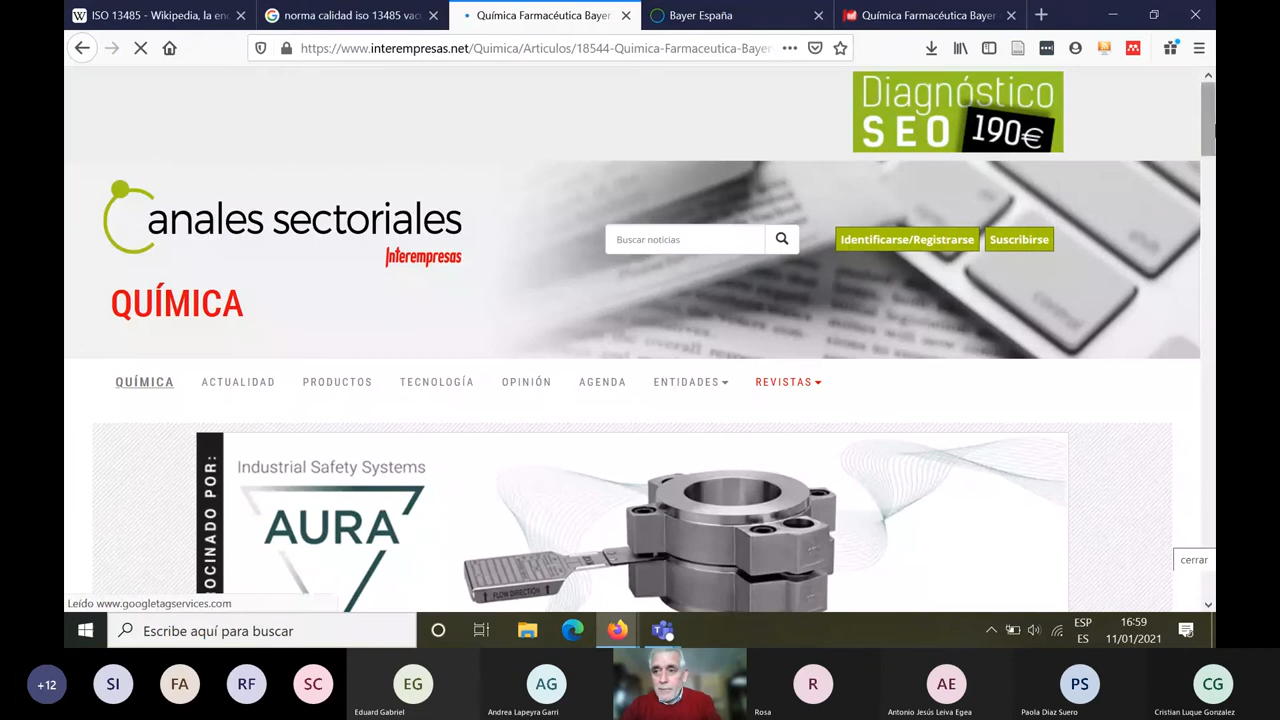 ISO 13485 - Wikipedia, la en
norma calidad iso 13485 vac
Química Farmacéutica Bayer
Bayer España
Química Farmacéutica Bayer
https://www.interempresas.net/Quimica/Articulos/18544-Quimica-Farmaceutica-Baye
Diagnóstico
SEO 190€
Canales sectoriales
Interempresas
Buscar noticias
Identificarse/Registrarse
Suscribirse
QUÍMICA
shift
control
QUÍMICA ACTUALIDAD PRODUCTOS TECNOLOGÍA OPINIÓN AGENDA ENTIDADES REVISTAS
OCINADO POR:
Industrial Safety Systems
AURA
FLOW DIRECTION
cerrar
Leído www.googletagservices.com
Escribe aquí para buscar
ESP
ES
16:59
11/01/2021
+12 SI FA RF SC EG AG R AE PS CG
Eduard Gabriel
Andrea Lapeyra Garri
Rosa
Antonio Jesús Leiva Egea
Paola Diaz Suero
Cristian Luque Gonzalez